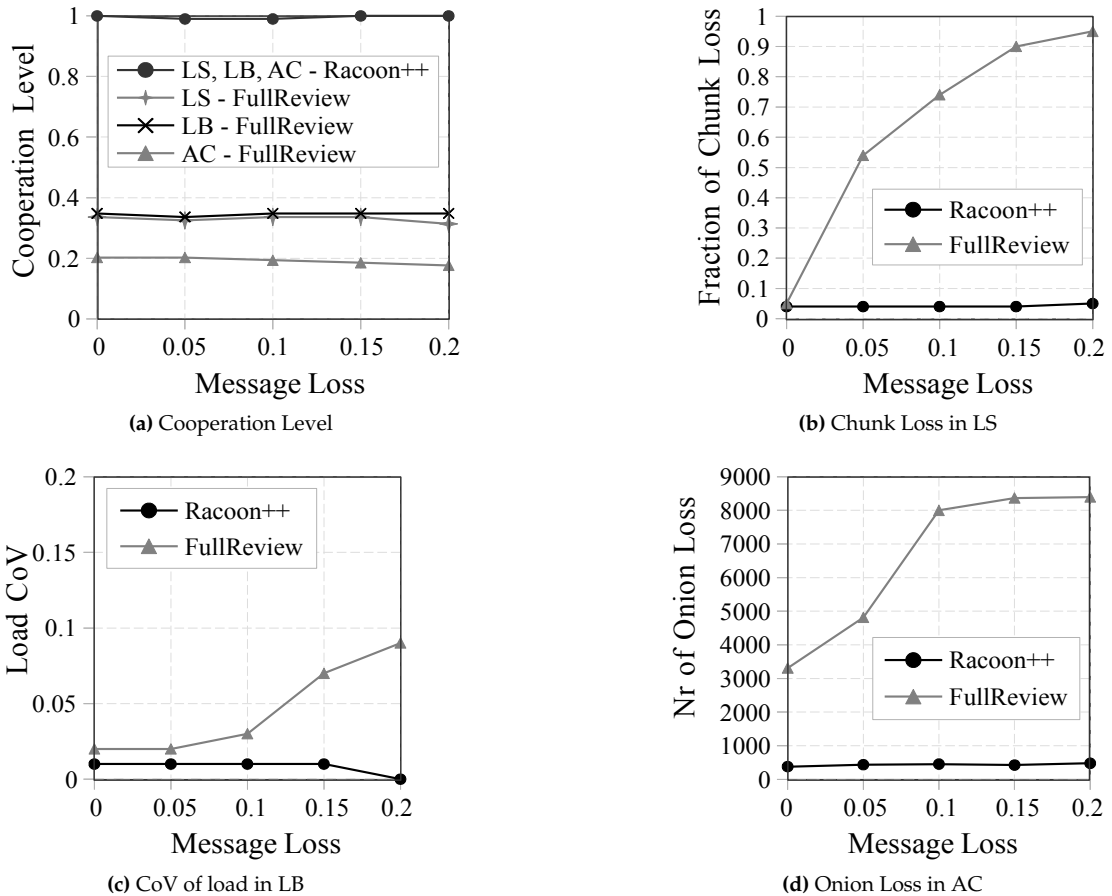 1
0.8
0.6
0.4
0.2
0
Cooperation Level
LS, LB, AC - Racoon++
LS - FullReview
LB - FullReview
AC - FullReview
0 0.05 0.1 0.15 0.2
Message Loss
(a) Cooperation Level
1
0.9
0.8
0.7
0.6
0.5
0.4
0.3
0.2
0.1
0
Fraction of Chunk Loss
Racoon++
FullReview
0 0.05 0.1 0.15 0.2
Message Loss
(b) Chunk Loss in LS
0.2
0.15
0.1
0.05
0
Load CoV
Racoon++
FullReview
0 0.05 0.1 0.15 0.2
Message Loss
(c) CoV of load in LB
9000
8000
7000
6000
5000
4000
3000
2000
1000
0
Nr of Onion Loss
Racoon++
FullReview
0 0.05 0.1 0.15 0.2
Message Loss
(d) Onion Loss in AC